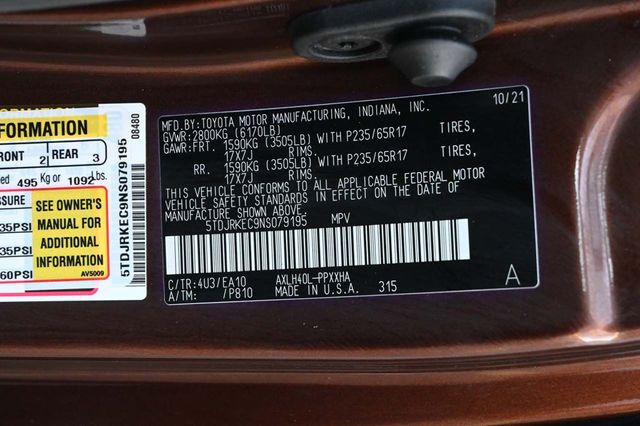 FORMATION
FRONT 2 REAR 3
495 Kg or 1092 Lbs.
SSURE
35PSI
35PSI
60PSI
SEE OWNER'S
MANUAL FOR
ADDITIONAL
INFORMATION
AV5009
08480
5TDJRKEC9NS079195
MFD.BY:TOYOTA MOTOR MANUFACTURING, INDIANA, INC. 10/21
GVWR:2800KG (6170LB)
GAWR:FRT. 1590KG (3505LB) WITH P235/65R17 TIRES,
17X7J RIMS.
RR. 1590KG (3505LB) WITH P235/65R17 TIRES,
17X7J RIMS.
THIS VEHICLE CONFORMS TO ALL APPLICABLE FEDERAL MOTOR
VEHICLE SAFETY STANDARDS IN EFFECT ON THE DATE OF
MANUFACTURE SHOWN ABOVE.
5TDJRKEC9NS079195 MPV
C/TR:4U3/EA10 AXLH40L-PPXXHA
A/TM: /P810 MADE IN U.S.A. 315 A